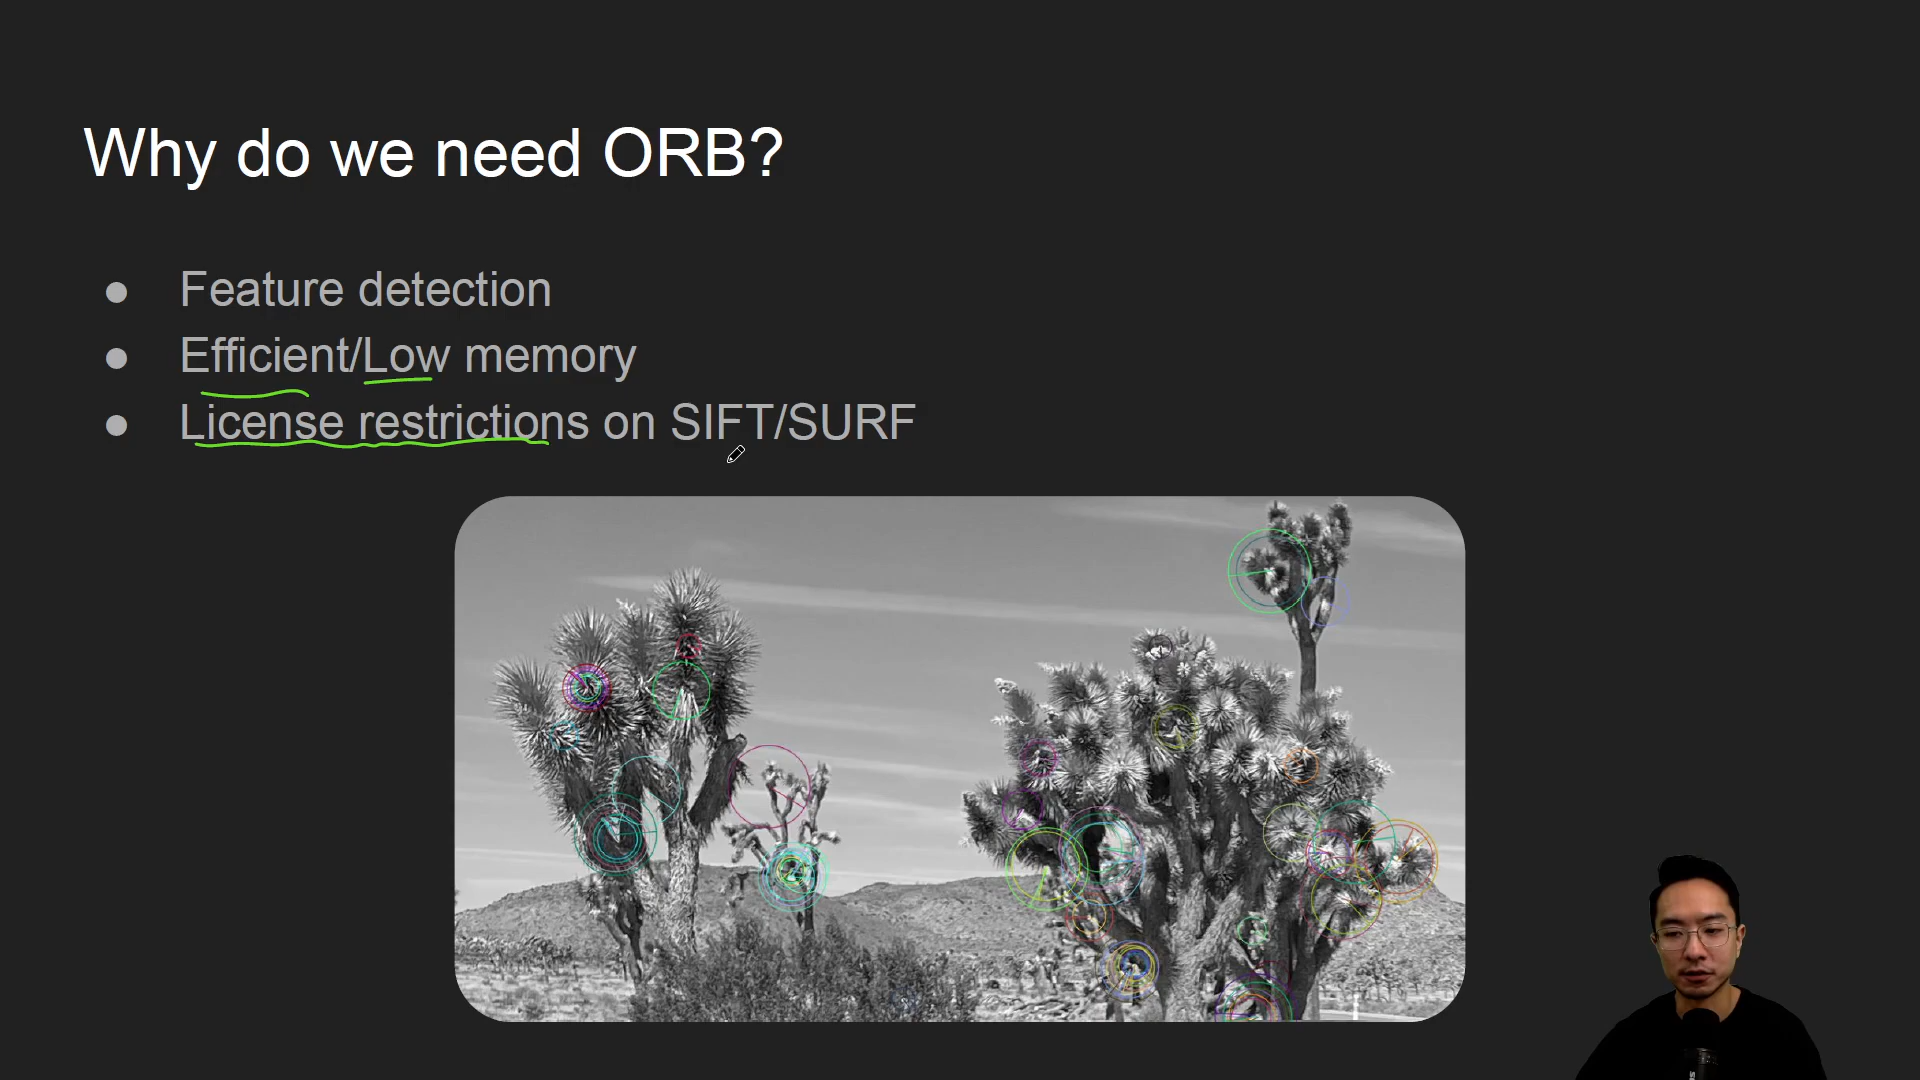 Why do we need ORB?
● Feature detection
● Efficient/Low memory
● License restrictions on SIFT/SURF